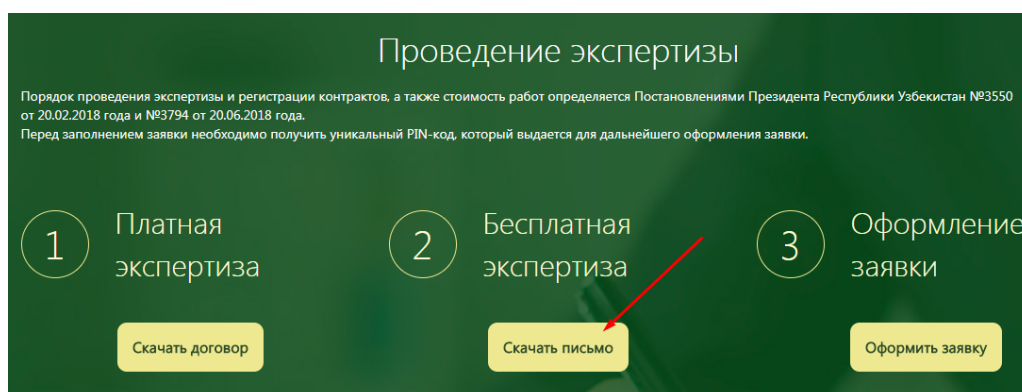 Проведение экспертизы
Порядок проведения экспертизы и регистрации контрактов, а также стоимость работ определяется Постановлениями Президента Республики Узбекистан №3550
от 20.02.2018 года и №3794 от 20.06.2018 года.
Перед заполнением заявки необходимо получить уникальный PIN-код, который выдается для дальнейшего оформления заявки.
1
Платная
экспертиза
Скачать договор
2
Бесплатная
экспертиза
Скачать письмо
3
Оформление
заявки
Оформить заявку